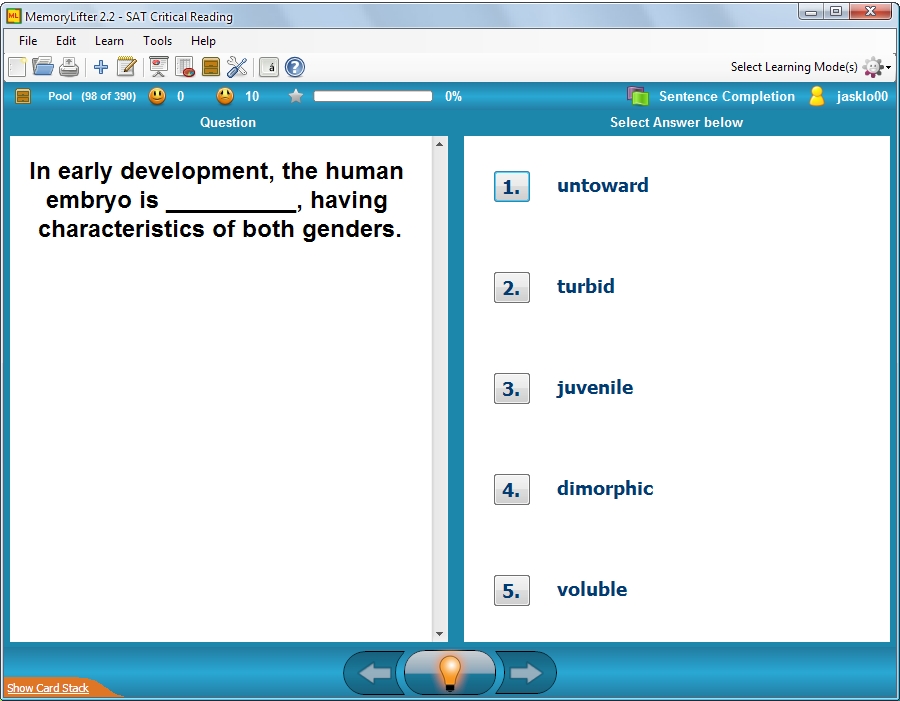 MemoryLifter 2.2 - SAT Critical Reading
File Edit Learn Tools Help
á ? Select Learning Mode(s)
Pool (98 of 390) 0 10 0% Sentence Completion jasklo00
Question
Select Answer below
In early development, the human
embryo is __________, having
characteristics of both genders.
1. untoward
2. turbid
3. juvenile
4. dimorphic
5. voluble
Show Card Stack